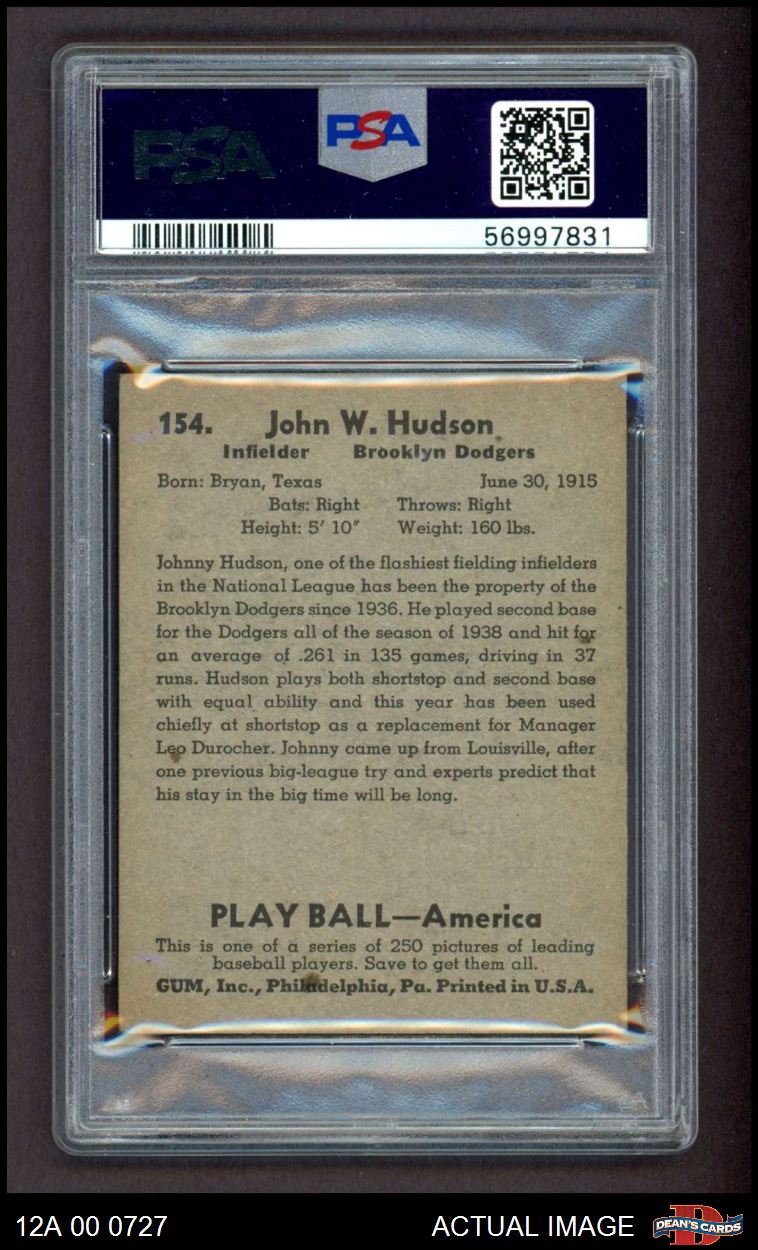 PSA
PSA
56997831
154. John W. Hudson
Infielder Brooklyn Dodgers
Born: Bryan, Texas June 30, 1915
Bats: Right Throws: Right
Height: 5' 10" Weight: 160 lbs.
Johnny Hudson, one of the flashiest fielding infielders
in the National League has been the property of the
Brooklyn Dodgers since 1936. He played second base
for the Dodgers all of the season of 1938 and hit for
an average of .261 in 135 games, driving in 37
runs. Hudson plays both shortstop and second base
with equal ability and this year has been used
chiefly at shortstop as a replacement for Manager
Leo Durocher. Johnny came up from Louisville, after
one previous big-league try and experts predict that
his stay in the big time will be long.
PLAY BALL—America
This is one of a series of 250 pictures of leading
baseball players. Save to get them all.
GUM, Inc., Philadelphia, Pa. Printed in U.S.A.
12A 00 0727 ACTUAL IMAGE DEAN'S CARDS